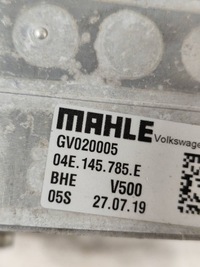 MAHLE
Volkswage
GV020005
04E.145.785.E
BHE V500
05S 27.07.19